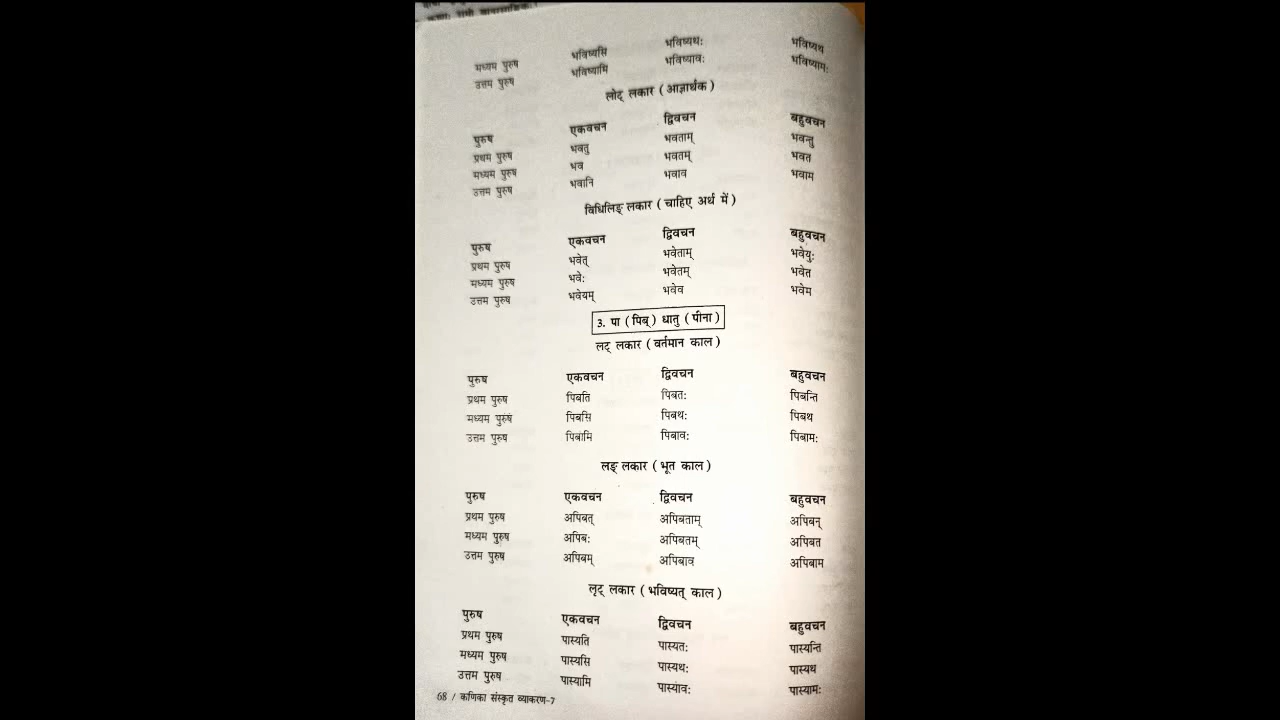 मध्यम पुरुष भविष्यसि भविष्यथः भविष्यथ
उत्तम पुरुष भविष्यामि भविष्यावः भविष्यामः
लोट् लकार ( आज्ञार्थक )
पुरुष एकवचन द्विवचन बहुवचन
प्रथम पुरुष भवतु भवताम् भवन्तु
मध्यम पुरुष भव भवतम् भवत
उत्तम पुरुष भवानि भवाव भवाम
विधिलिङ् लकार ( चाहिए अर्थ में )
पुरुष एकवचन द्विवचन बहुवचन
प्रथम पुरुष भवेत् भवेताम् भवेयुः
मध्यम पुरुष भवेः भवेतम् भवेत
उत्तम पुरुष भवेयम् भवेव भवेम
3. पा ( पिब् ) धातु ( पीना )
लट् लकार ( वर्तमान काल )
पुरुष एकवचन द्विवचन बहुवचन
प्रथम पुरुष पिबति पिबतः पिबन्ति
मध्यम पुरुष पिबसि पिबथः पिबथ
उत्तम पुरुष पिबामि पिबावः पिबामः
लङ् लकार ( भूत काल )
पुरुष एकवचन द्विवचन बहुवचन
प्रथम पुरुष अपिबत् अपिबताम् अपिबन्
मध्यम पुरुष अपिबः अपिबतम् अपिबत
उत्तम पुरुष अपिबम् अपिबाव अपिबाम
लृट् लकार ( भविष्यत् काल )
पुरुष एकवचन द्विवचन बहुवचन
प्रथम पुरुष पास्यति पास्यतः पास्यन्ति
मध्यम पुरुष पास्यसि पास्यथः पास्यथ
उत्तम पुरुष पास्यामि पास्यावः पास्यामः
68 / कणिका संस्कृत व्याकरण-7